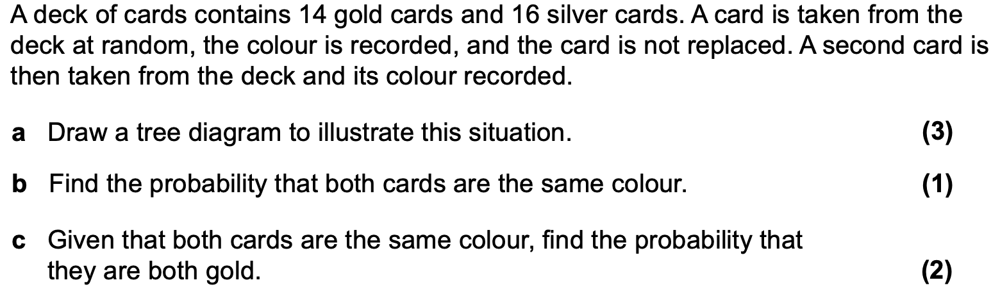 A deck of cards contains 14 gold cards and 16 silver cards. A card is taken from the
deck at random, the colour is recorded, and the card is not replaced. A second card is
then taken from the deck and its colour recorded.
a Draw a tree diagram to illustrate this situation. (3)
b Find the probability that both cards are the same colour. (1)
c Given that both cards are the same colour, find the probability that
they are both gold. (2)